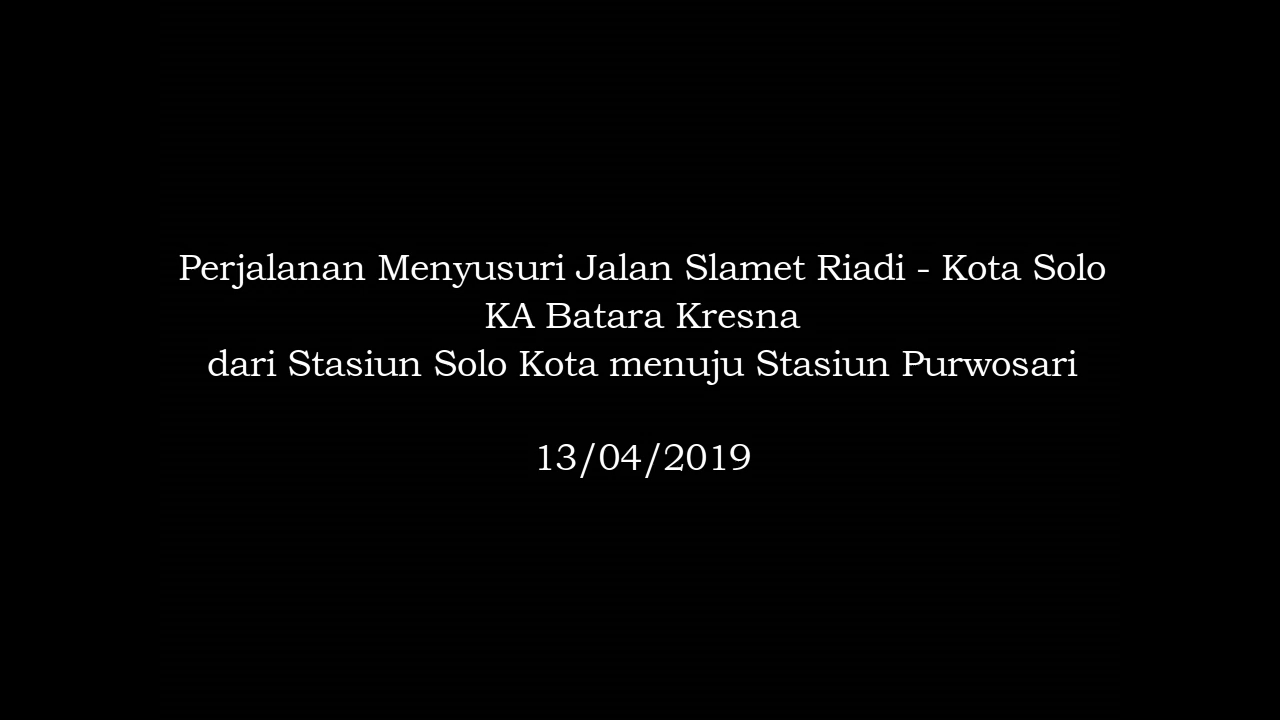 Perjalanan Menyusuri Jalan Slamet Riadi - Kota Solo
KA Batara Kresna
dari Stasiun Solo Kota menuju Stasiun Purwosari
13/04/2019